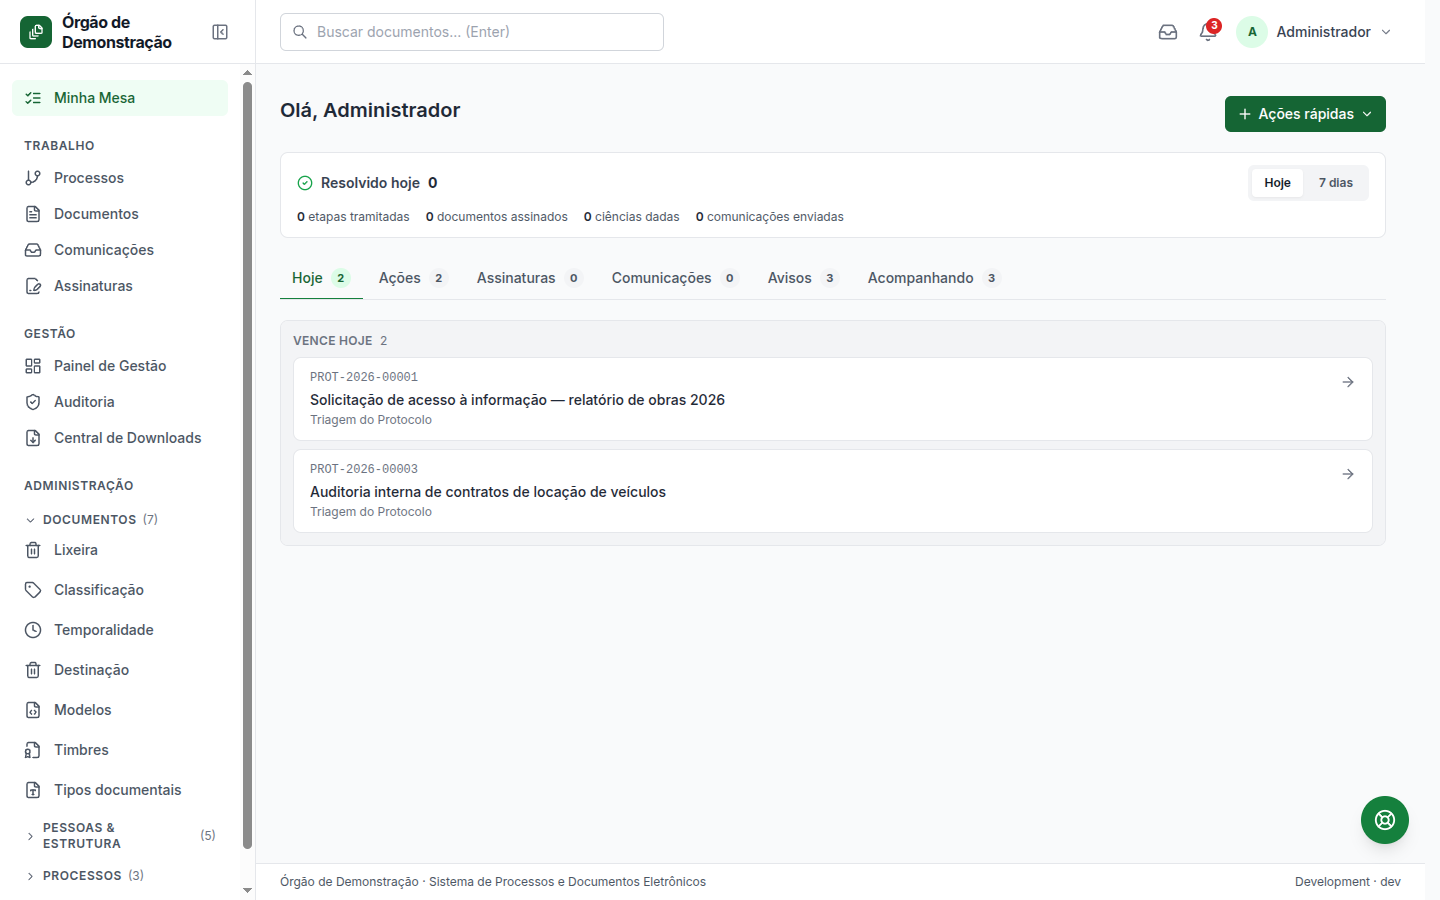 Órgão de
Demonstração
Buscar documentos... (Enter)
3
A
Administrador
Minha Mesa
TRABALHO
Processos
Documentos
Comunicações
Assinaturas
GESTÃO
Painel de Gestão
Auditoria
Central de Downloads
ADMINISTRAÇÃO
DOCUMENTOS (7)
Lixeira
Classificação
Temporalidade
Destinação
Modelos
Timbres
Tipos documentais
PESSOAS &
ESTRUTURA (5)
PROCESSOS (3)
Olá, Administrador
Ações rápidas
Resolvido hoje 0
Hoje 7 dias
0 etapas tramitadas 0 documentos assinados 0 ciências dadas 0 comunicações enviadas
Hoje 2 Ações 2 Assinaturas 0 Comunicações 0 Avisos 3 Acompanhando 3
VENCE HOJE 2
PROT-2026-00001
Solicitação de acesso à informação — relatório de obras 2026
Triagem do Protocolo
PROT-2026-00003
Auditoria interna de contratos de locação de veículos
Triagem do Protocolo
Órgão de Demonstração · Sistema de Processos e Documentos Eletrônicos
Development · dev